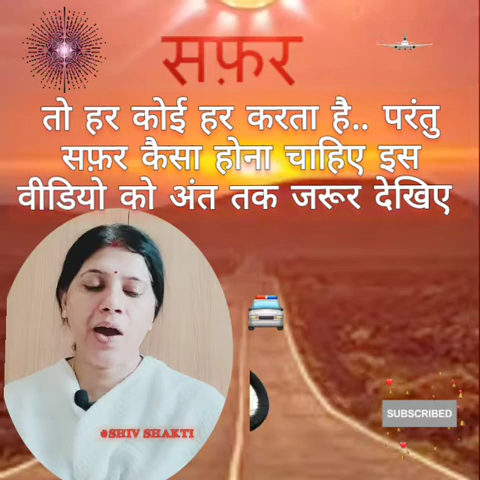 सफ़र
तो हर कोई हर करता है.. परंतु
सफ़र कैसा होना चाहिए इस
वीडियो को अंत तक जरूर देखिए
@SHIV SHAKTI
SUBSCRIBED